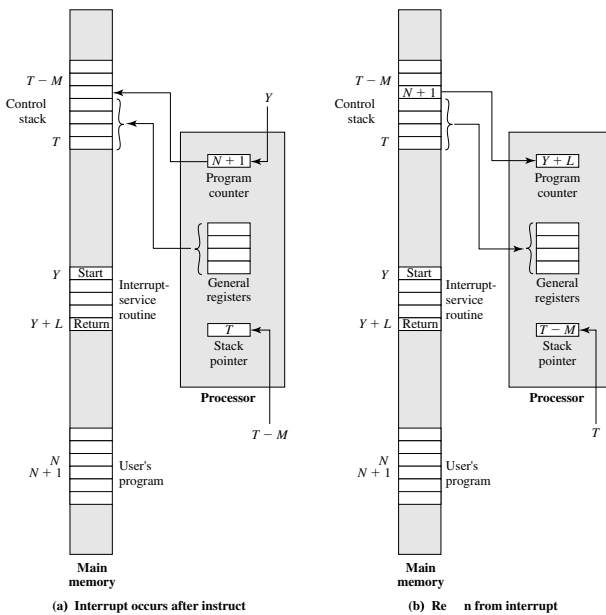 T − M
Control
stack
T
Y
N + 1
Program
counter
General
registers
Y
Start
Interrupt-
service
routine
Y + L
Return
T
Stack
pointer
Processor
T − M
N
N + 1
User's
program
Main
memory
(a) Interrupt occurs after instruct
T − M
N + 1
Control
stack
T
Y + L
Program
counter
General
registers
Y
Start
Interrupt-
service
routine
Y + L
Return
T − M
Stack
pointer
Processor
T
N
N + 1
User's
program
Main
memory
(b) Re n from interrupt